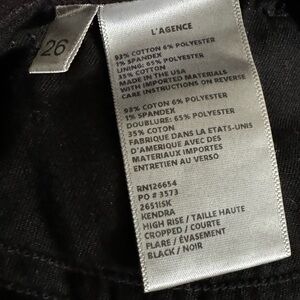 26
L'AGENCE
93% COTTON 6% POLYESTER
1% SPANDEX
LINING: 65% POLYESTER
35% COTTON
MADE IN THE USA
WITH IMPORTED MATERIALS
CARE INSTRUCTIONS ON REVERSE
93% COTON 6% POLYESTER
1% SPANDEX
DOUBLURE: 65% POLYESTER
35% COTON
FABRIQUE DANS LA ETATS-UNIS
D'AMERIQUE AVEC DES
MATERIAUX IMPORTES
ENTRETIEN AU VERSO
RN126654
PO # 3573
2651ISK
KENDRA
HIGH RISE / TAILLE HAUTE
CROPPED / COURTE
FLARE / ÉVASEMENT
BLACK / NOIR